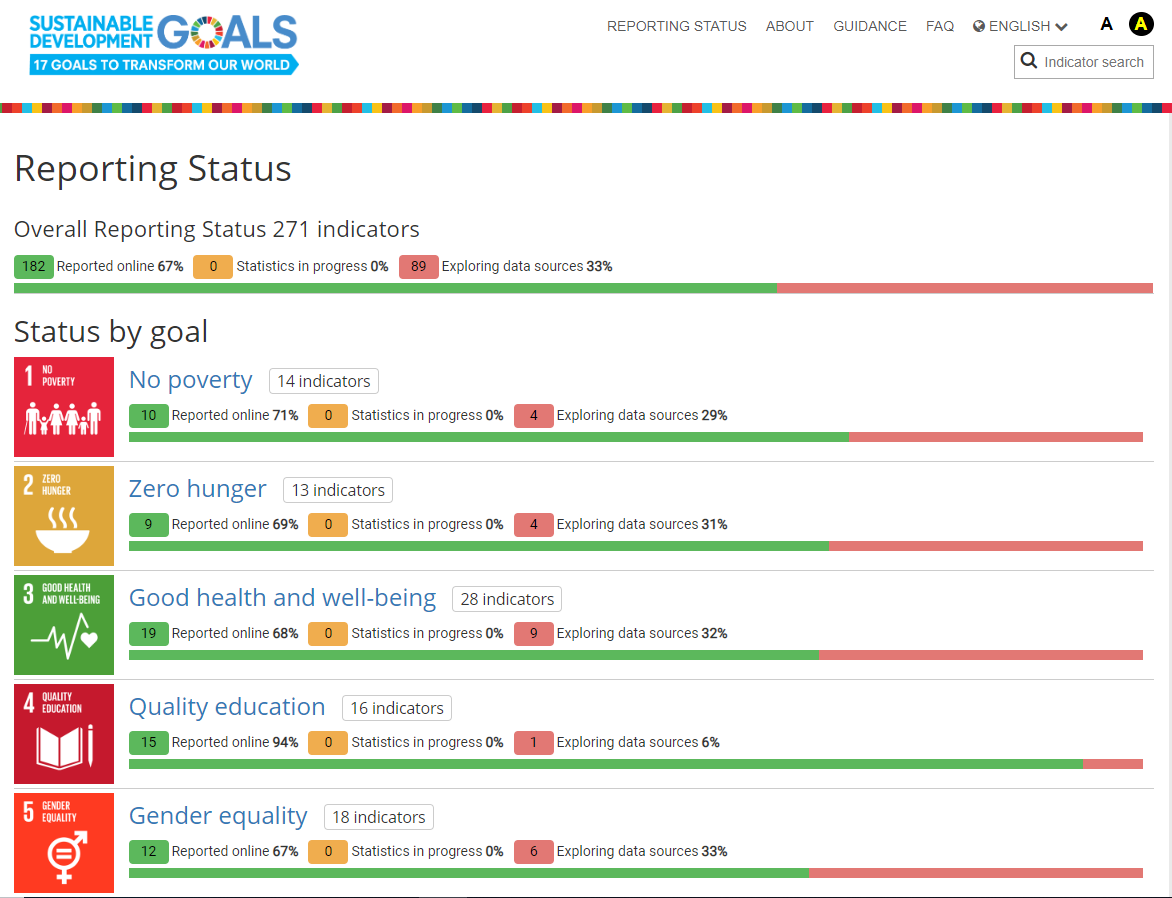 SUSTAINABLE DEVELOPMENT GOALS
17 GOALS TO TRANSFORM OUR WORLD
REPORTING STATUS ABOUT GUIDANCE FAQ ENGLISH A A
Indicator search
Reporting Status
Overall Reporting Status 271 indicators
182 Reported online 67% 0 Statistics in progress 0% 89 Exploring data sources 33%
Status by goal
1 NO POVERTY
No poverty 14 indicators
10 Reported online 71% 0 Statistics in progress 0% 4 Exploring data sources 29%
2 ZERO HUNGER
Zero hunger 13 indicators
9 Reported online 69% 0 Statistics in progress 0% 4 Exploring data sources 31%
3 GOOD HEALTH AND WELL-BEING
Good health and well-being 28 indicators
19 Reported online 68% 0 Statistics in progress 0% 9 Exploring data sources 32%
4 QUALITY EDUCATION
Quality education 16 indicators
15 Reported online 94% 0 Statistics in progress 0% 1 Exploring data sources 6%
5 GENDER EQUALITY
Gender equality 18 indicators
12 Reported online 67% 0 Statistics in progress 0% 6 Exploring data sources 33%